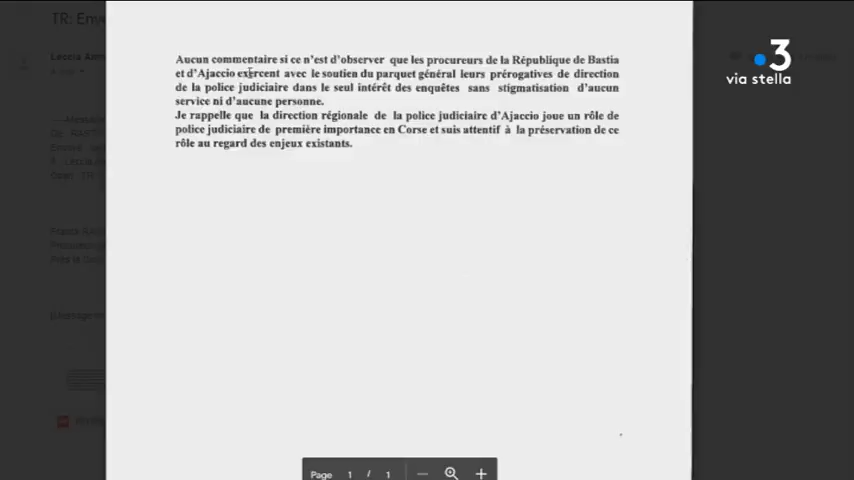 TR: Enve
Leccia
3
via stella
Aucun commentaire si ce n'est d'observer que les procureurs de la République de Bastia
et d'Ajaccio exercent avec le soutien du parquet général leurs prérogatives de direction
de la police judiciaire dans le seul intérêt des enquêtes sans stigmatisation d'aucun
service ni d'aucune personne.
Je rappelle que la direction régionale de la police judiciaire d'Ajaccio joue un rôle de
police judiciaire de première importance en Corse et suis attentif à la préservation de ce
rôle au regard des enjeux existants.
Page 1 / 1